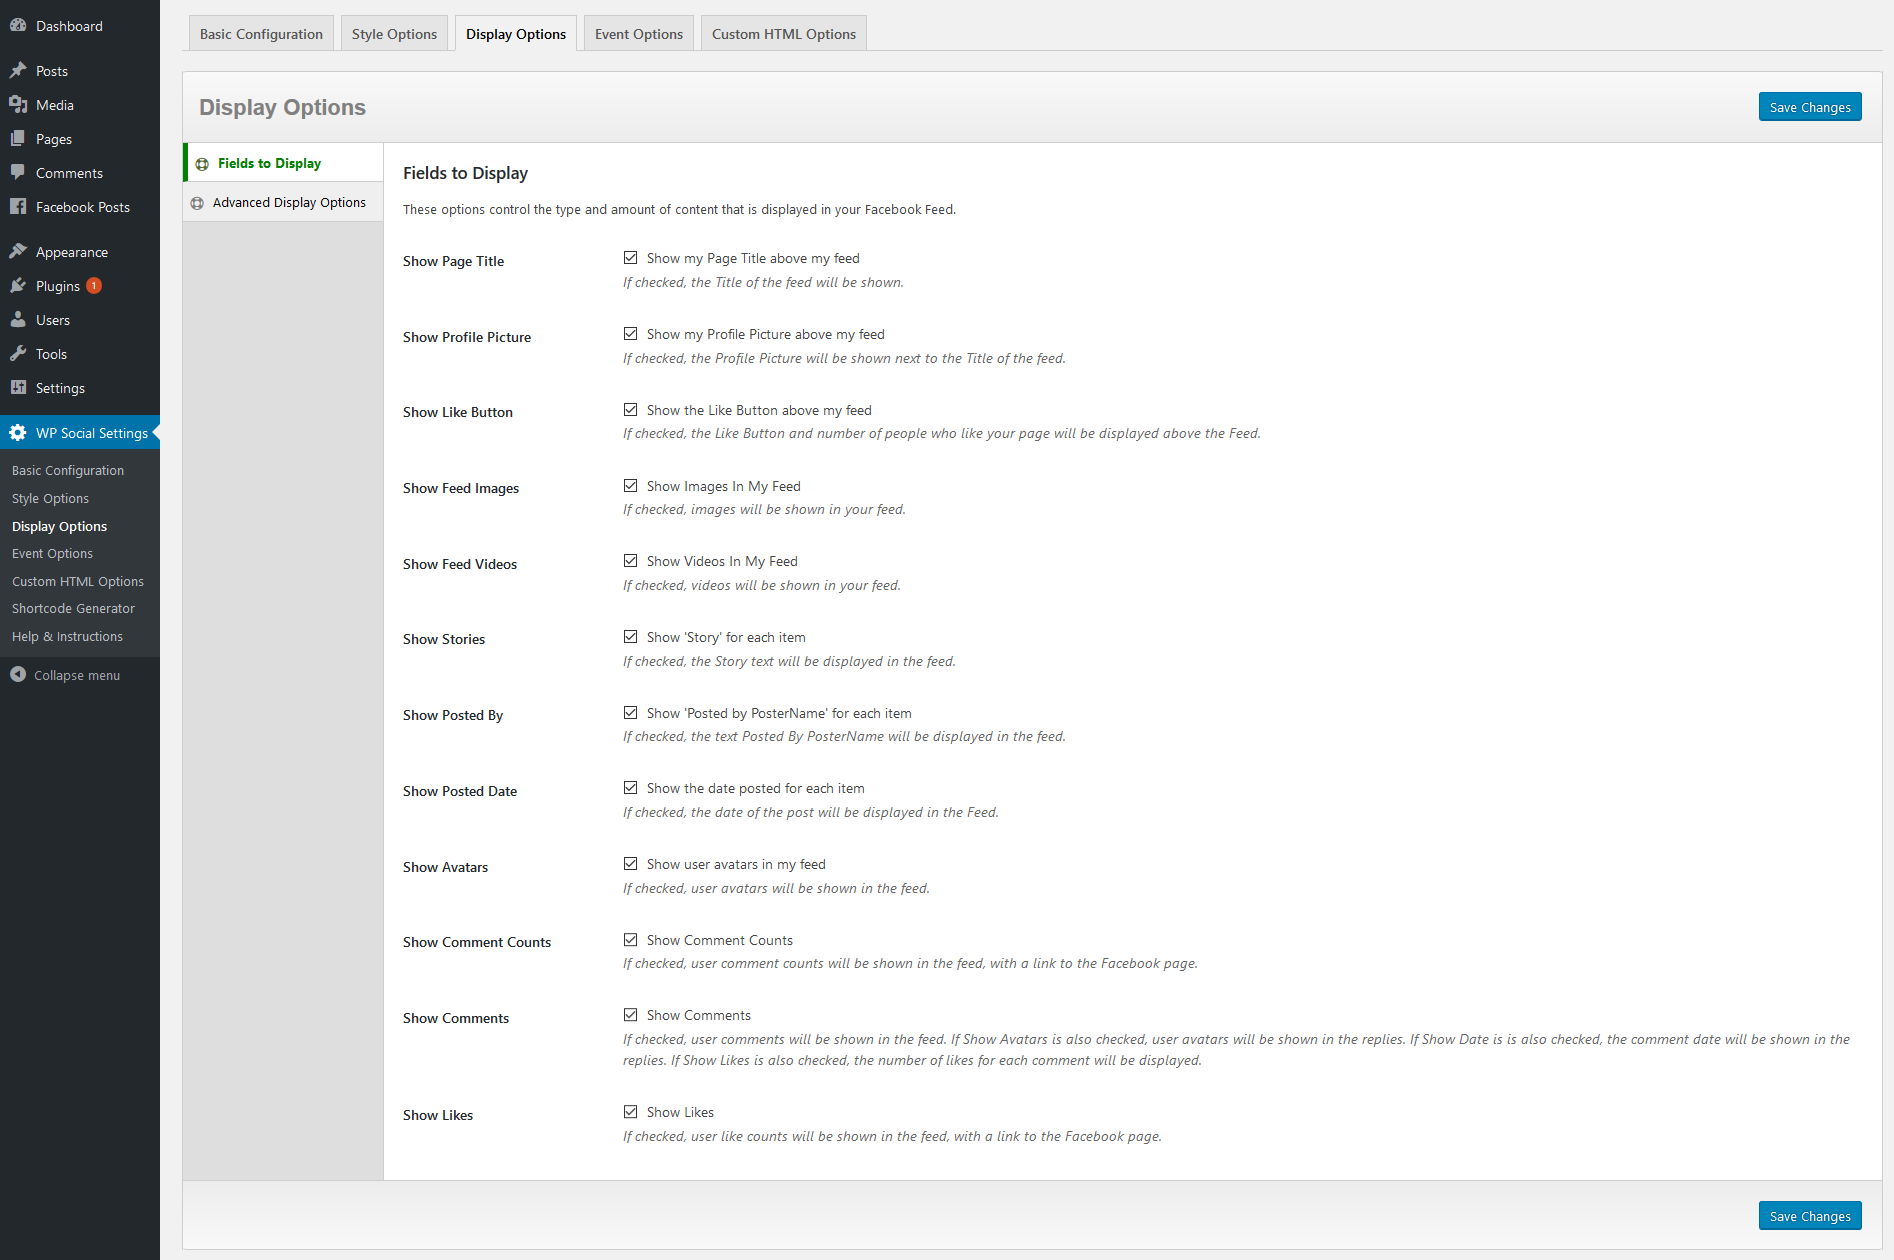 Dashboard
Posts
Media
Pages
Comments
Facebook Posts
Appearance
Plugins 1
Users
Tools
Settings
WP Social Settings
Basic Configuration
Style Options
Display Options
Event Options
Custom HTML Options
Shortcode Generator
Help & Instructions
Collapse menu
Basic Configuration
Style Options
Display Options
Event Options
Custom HTML Options
Display Options
Save Changes
Fields to Display
Advanced Display Options
Fields to Display
These options control the type and amount of content that is displayed in your Facebook Feed.
Show Page Title
Show my Page Title above my feed
If checked, the Title of the feed will be shown.
Show Profile Picture
Show my Profile Picture above my feed
If checked, the Profile Picture will be shown next to the Title of the feed.
Show Like Button
Show the Like Button above my feed
If checked, the Like Button and number of people who like your page will be displayed above the Feed.
Show Feed Images
Show Images In My Feed
If checked, images will be shown in your feed.
Show Feed Videos
Show Videos In My Feed
If checked, videos will be shown in your feed.
Show Stories
Show 'Story' for each item
If checked, the Story text will be displayed in the feed.
Show Posted By
Show 'Posted by PosterName' for each item
If checked, the text Posted By PosterName will be displayed in the feed.
Show Posted Date
Show the date posted for each item
If checked, the date of the post will be displayed in the Feed.
Show Avatars
Show user avatars in my feed
If checked, user avatars will be shown in the feed.
Show Comment Counts
Show Comment Counts
If checked, user comment counts will be shown in the feed, with a link to the Facebook page.
Show Comments
Show Comments
If checked, user comments will be shown in the feed. If Show Avatars is also checked, user avatars will be shown in the replies. If Show Date is is also checked, the comment date will be shown in the
replies. If Show Likes is also checked, the number of likes for each comment will be displayed.
Show Likes
Show Likes
If checked, user like counts will be shown in the feed, with a link to the Facebook page.
Save Changes